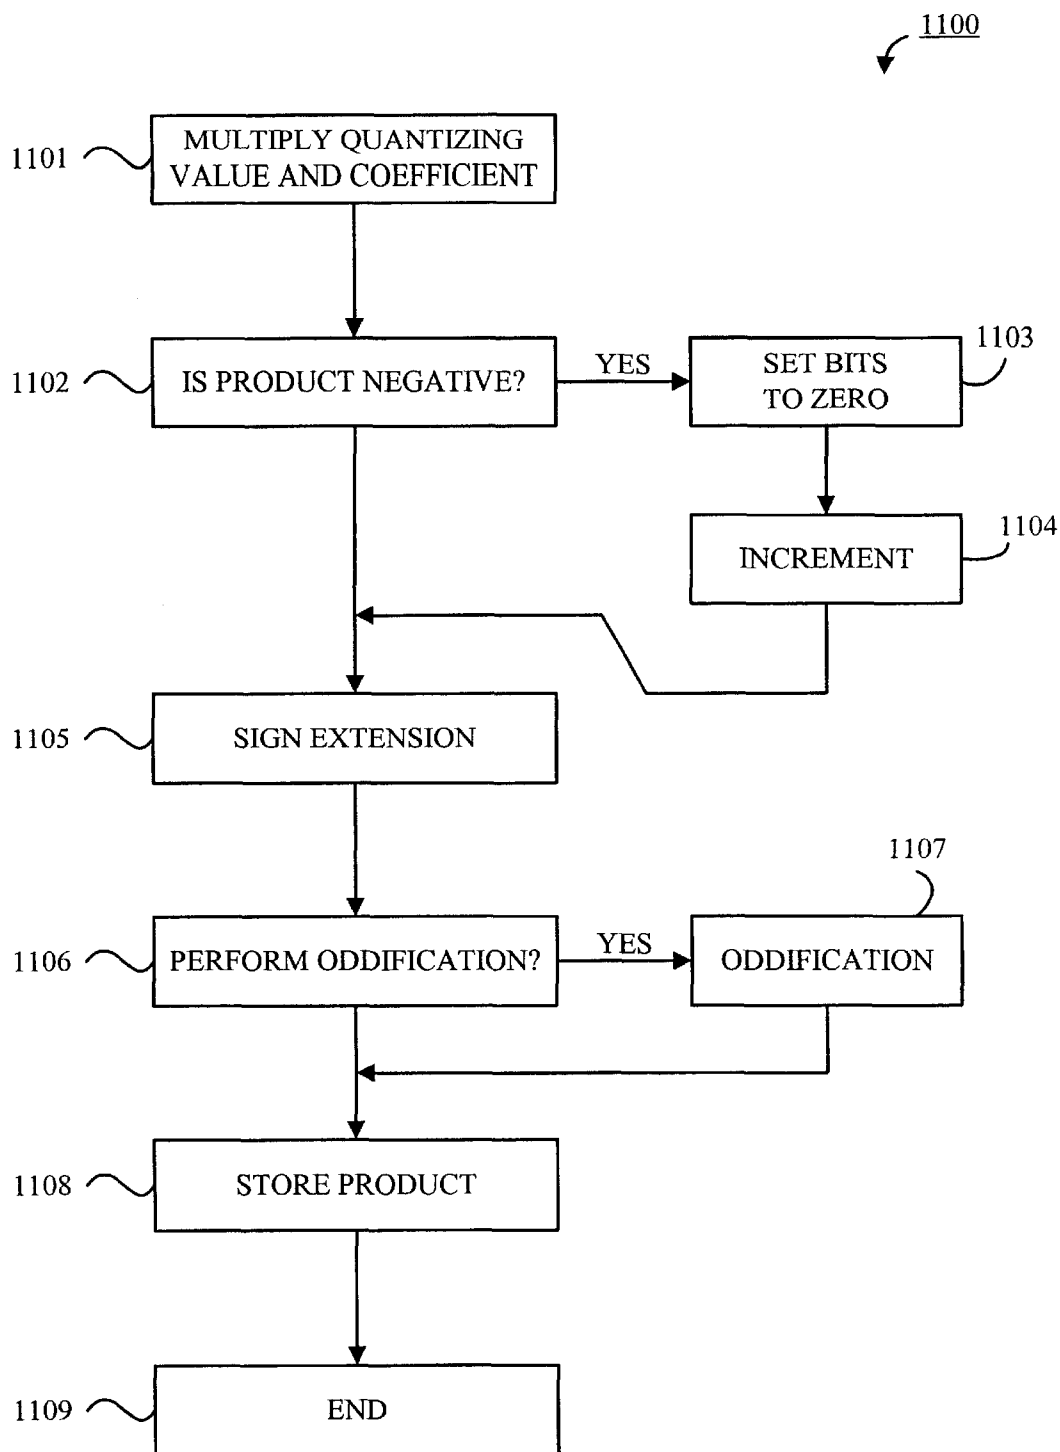 1100
1101
MULTIPLY QUANTIZING
VALUE AND COEFFICIENT
1102
IS PRODUCT NEGATIVE?
YES
SET BITS
TO ZERO
1103
INCREMENT
1104
1105
SIGN EXTENSION
1106
PERFORM ODDIFICATION?
YES
ODDIFICATION
1107
1108
STORE PRODUCT
1109
END